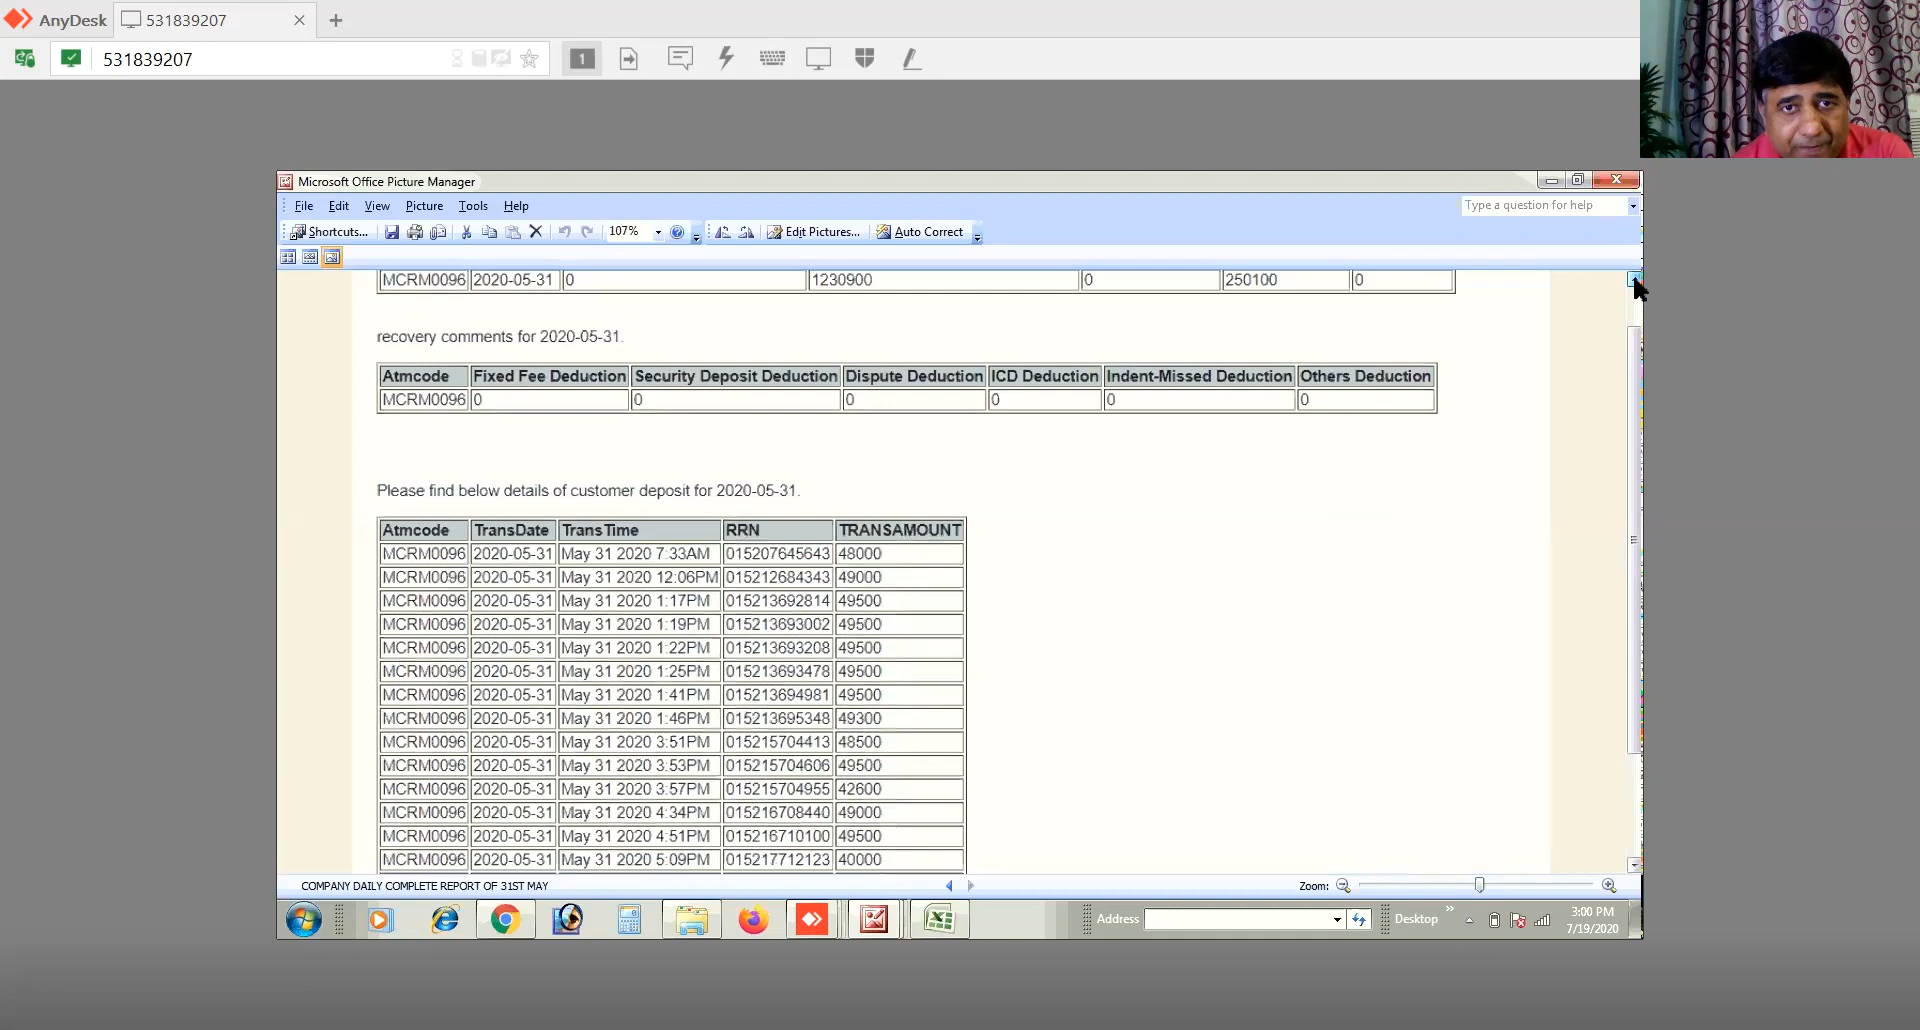 AnyDesk 531839207
531839207 1
Microsoft Office Picture Manager
File Edit View Picture Tools Help Type a question for help
Shortcuts... 107% Edit Pictures... Auto Correct
MCRM0096 2020-05-31 0 1230900 0 250100 0
recovery comments for 2020-05-31.
Atmcode Fixed Fee Deduction Security Deposit Deduction Dispute Deduction ICD Deduction Indent-Missed Deduction Others Deduction
MCRM0096 0 0 0 0 0 0
Please find below details of customer deposit for 2020-05-31.
Atmcode TransDate TransTime RRN TRANSAMOUNT
MCRM0096 2020-05-31 May 31 2020 7:33AM 015207645643 48000
MCRM0096 2020-05-31 May 31 2020 12:06PM 015212684343 49000
MCRM0096 2020-05-31 May 31 2020 1:17PM 015213692814 49500
MCRM0096 2020-05-31 May 31 2020 1:19PM 015213693002 49500
MCRM0096 2020-05-31 May 31 2020 1:22PM 015213693208 49500
MCRM0096 2020-05-31 May 31 2020 1:25PM 015213693478 49500
MCRM0096 2020-05-31 May 31 2020 1:41PM 015213694981 49500
MCRM0096 2020-05-31 May 31 2020 1:46PM 015213695348 49300
MCRM0096 2020-05-31 May 31 2020 3:51PM 015215704413 48500
MCRM0096 2020-05-31 May 31 2020 3:53PM 015215704606 49500
MCRM0096 2020-05-31 May 31 2020 3:57PM 015215704955 42600
MCRM0096 2020-05-31 May 31 2020 4:34PM 015216708440 49000
MCRM0096 2020-05-31 May 31 2020 4:51PM 015216710100 49500
MCRM0096 2020-05-31 May 31 2020 5:09PM 015217712123 40000
COMPANY DAILY COMPLETE REPORT OF 31ST MAY Zoom:
Address Desktop » 3:00 PM
7/19/2020